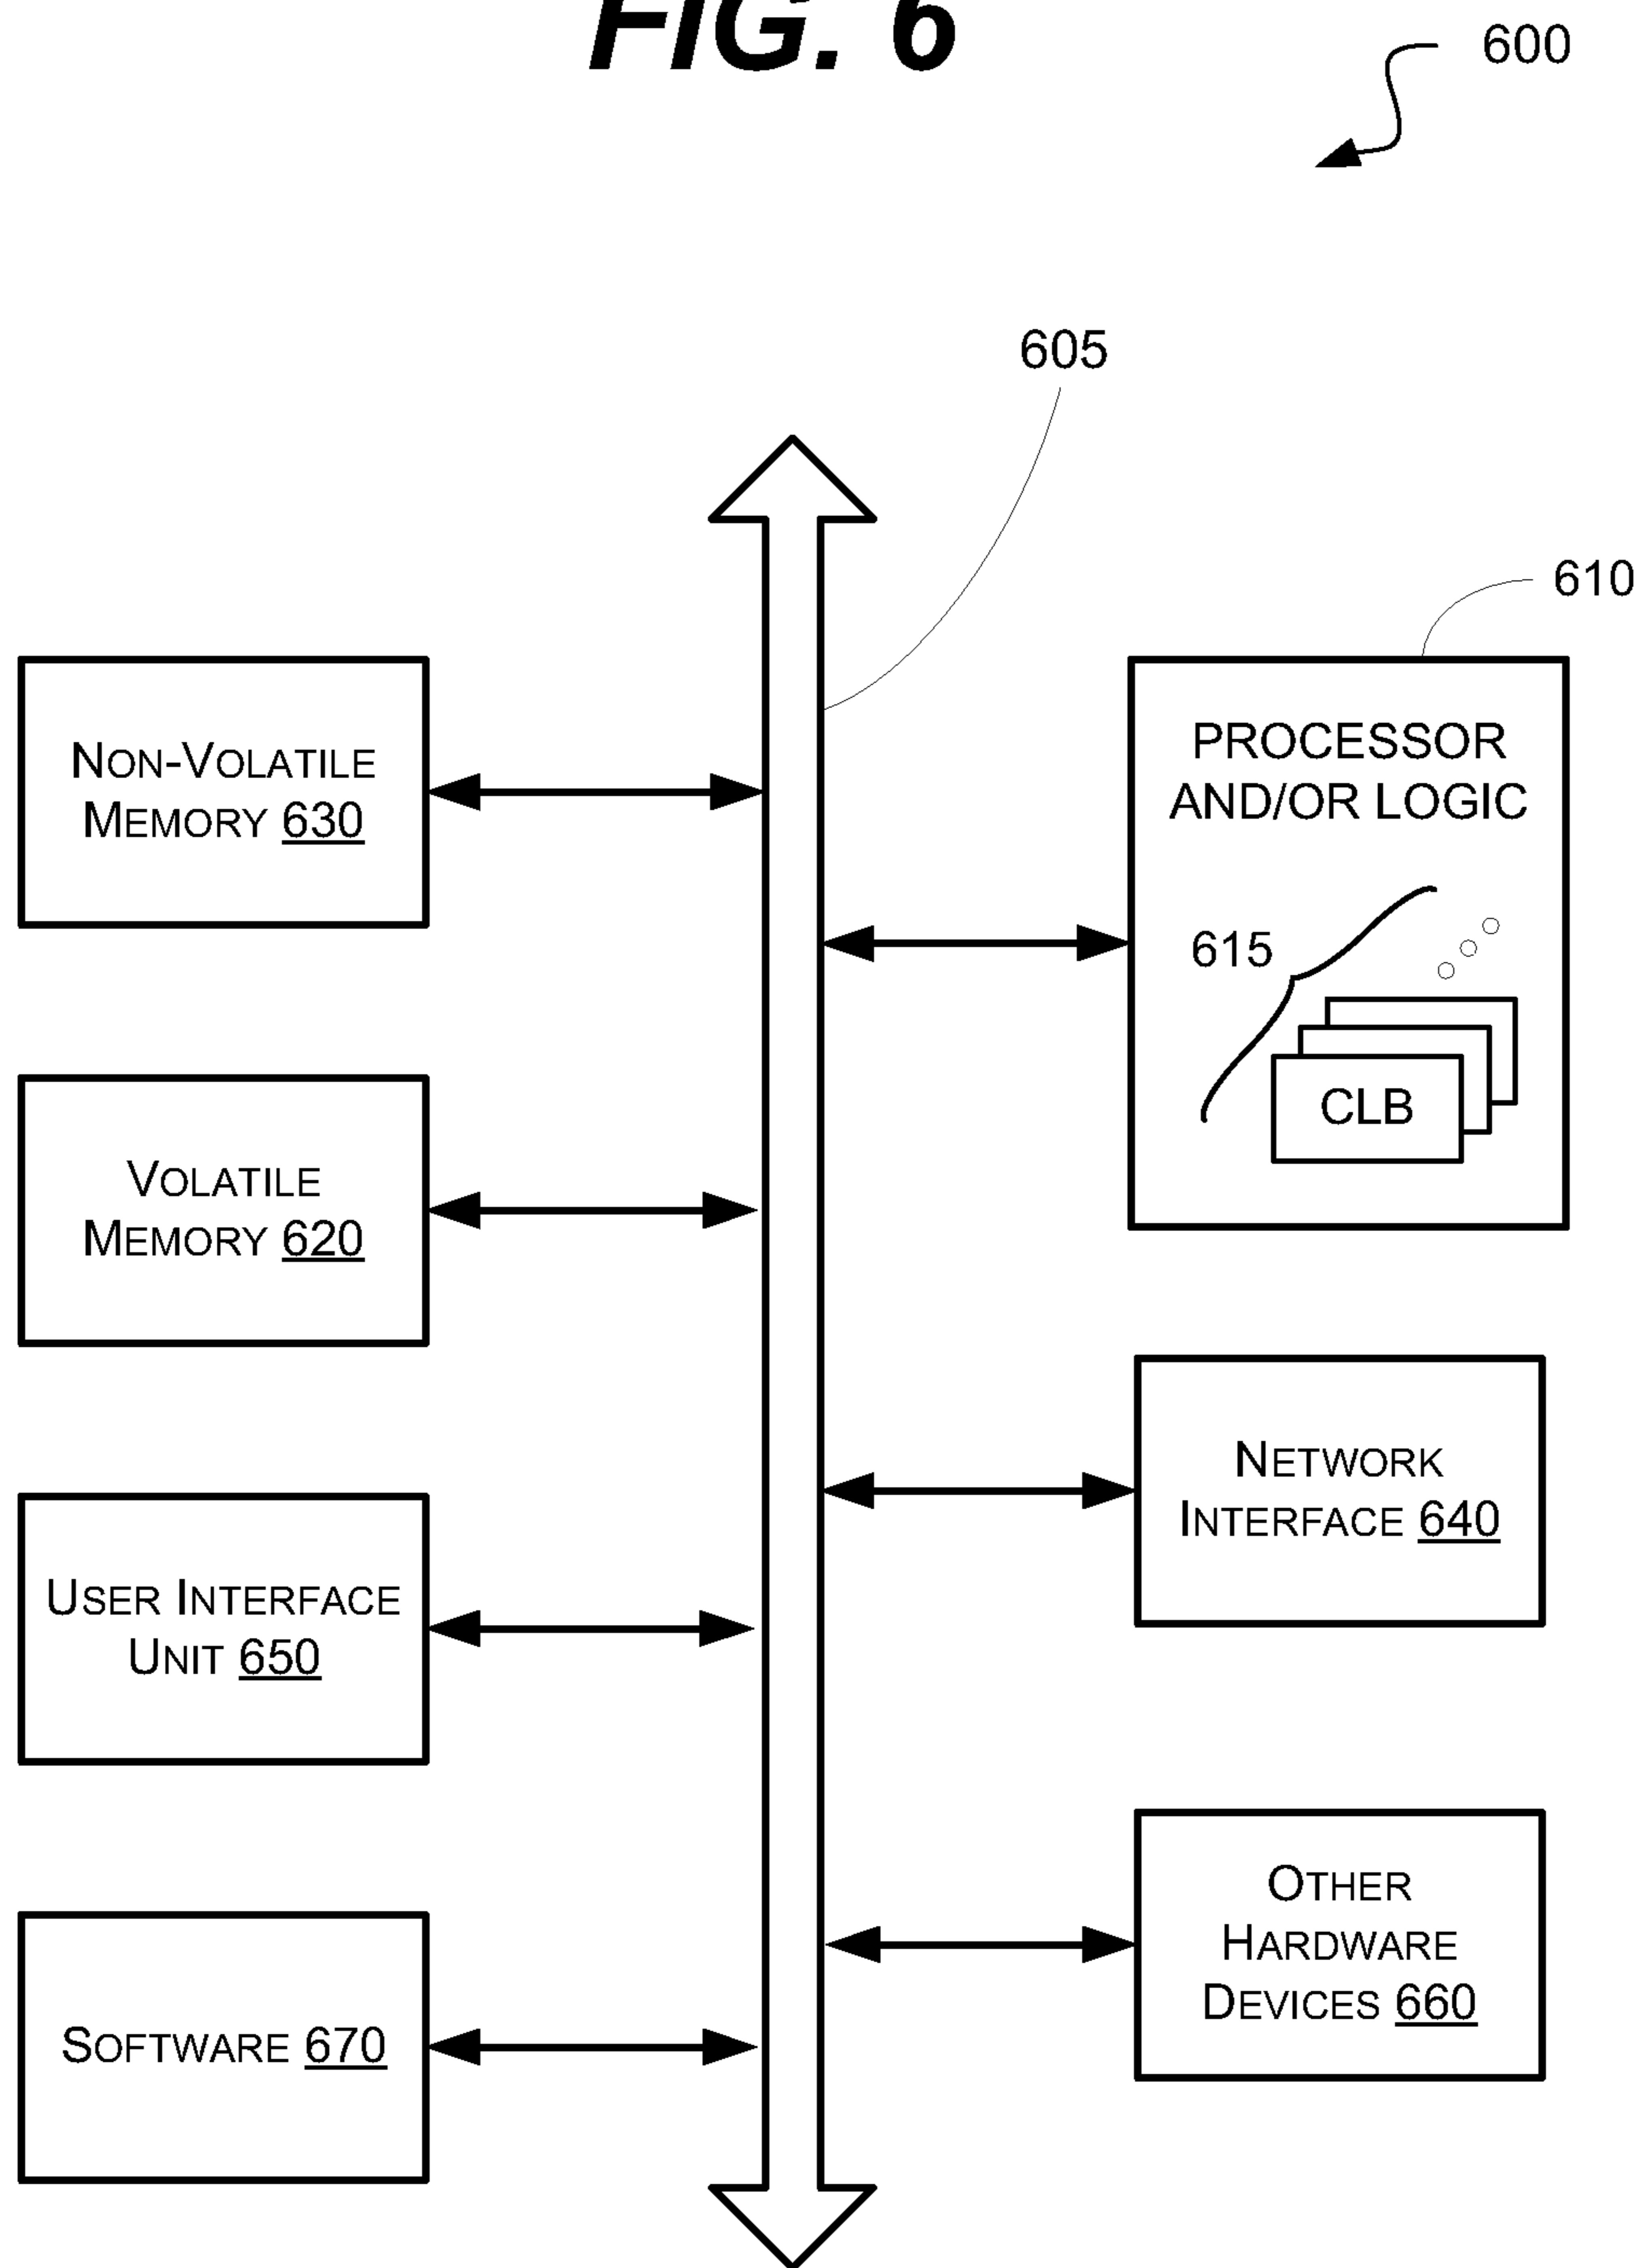 FIG. 6
600
605
610
NON-VOLATILE
MEMORY 630
PROCESSOR
AND/OR LOGIC
615
CLB
VOLATILE
MEMORY 620
NETWORK
INTERFACE 640
USER INTERFACE
UNIT 650
OTHER
HARDWARE
DEVICES 660
SOFTWARE 670